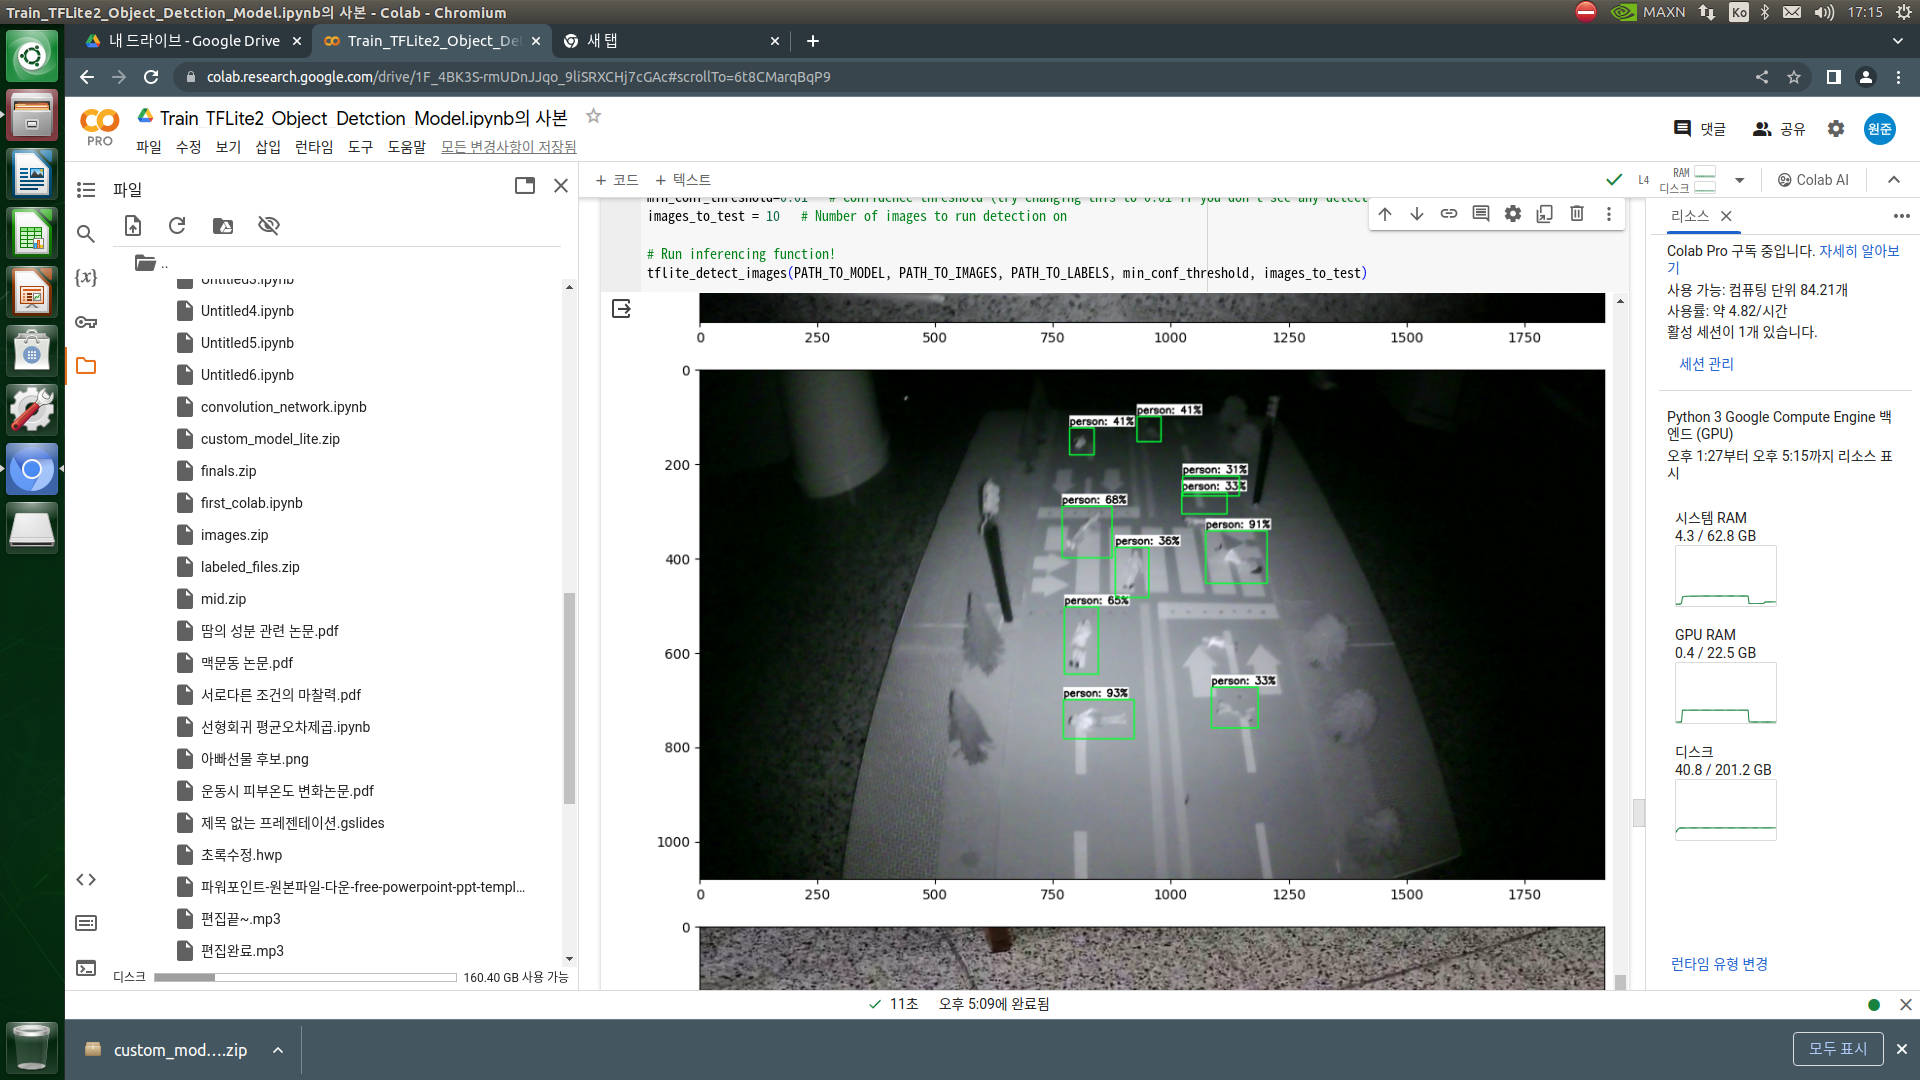 Train_TFLite2_Object_Detction_Model.ipynb의 사본 - Colab - Chromium
MAXN
Ko
17:15
내 드라이브 - Google Drive
Train_TFLite2_Object_De
새 탭
colab.research.google.com/drive/1F_4BK3S-rmUDnJJqo_9liSRXCHj7cGAc#scrollTo=6t8CMarqBqP9
PRO
Train_TFLite2_Object_Detction_Model.ipynb의 사본
파일 수정 보기 삽입 런타임 도구 도움말 모든 변경사항이 저장됨
댓글
공유
원준
파일
+ 코드 + 텍스트
L4
RAM
디스크
Colab AI
..
Untitled3.ipynb
Untitled4.ipynb
Untitled5.ipynb
Untitled6.ipynb
convolution_network.ipynb
custom_model_lite.zip
finals.zip
first_colab.ipynb
images.zip
labeled_files.zip
mid.zip
땀의 성분 관련 논문.pdf
맥문동 논문.pdf
서로다른 조건의 마찰력.pdf
선형회귀 평균오차제곱.ipynb
아빠선물 후보.png
운동시 피부온도 변화논문.pdf
제목 없는 프레젠테이션.gslides
초록수정.hwp
파워포인트-원본파일-다운-free-powerpoint-ppt-templ...
편집끝~.mp3
편집완료.mp3
디스크
160.40 GB 사용 가능
{x}
min_conf_threshold=0.01 # Confidence threshold (try changing this to 0.01 if you don't see any detect
images_to_test = 10 # Number of images to run detection on
# Run inferencing function!
tflite_detect_images(PATH_TO_MODEL, PATH_TO_IMAGES, PATH_TO_LABELS, min_conf_threshold, images_to_test)
0 250 500 750 1000 1250 1500 1750
0
200
400
600
800
1000
person: 41%
person: 41%
person: 31%
person: 33%
person: 68%
person: 91%
person: 36%
person: 65%
person: 33%
person: 93%
0 250 500 750 1000 1250 1500 1750
0
리소스
Colab Pro 구독 중입니다. 자세히 알아보
기
사용 가능: 컴퓨팅 단위 84.21개
사용률: 약 4.82/시간
활성 세션이 1개 있습니다.
세션 관리
Python 3 Google Compute Engine 백
엔드 (GPU)
오후 1:27부터 오후 5:15까지 리소스 표
시
시스템 RAM
4.3 / 62.8 GB
GPU RAM
0.4 / 22.5 GB
디스크
40.8 / 201.2 GB
런타임 유형 변경
11초 오후 5:09에 완료됨
custom_mod....zip
모두 표시